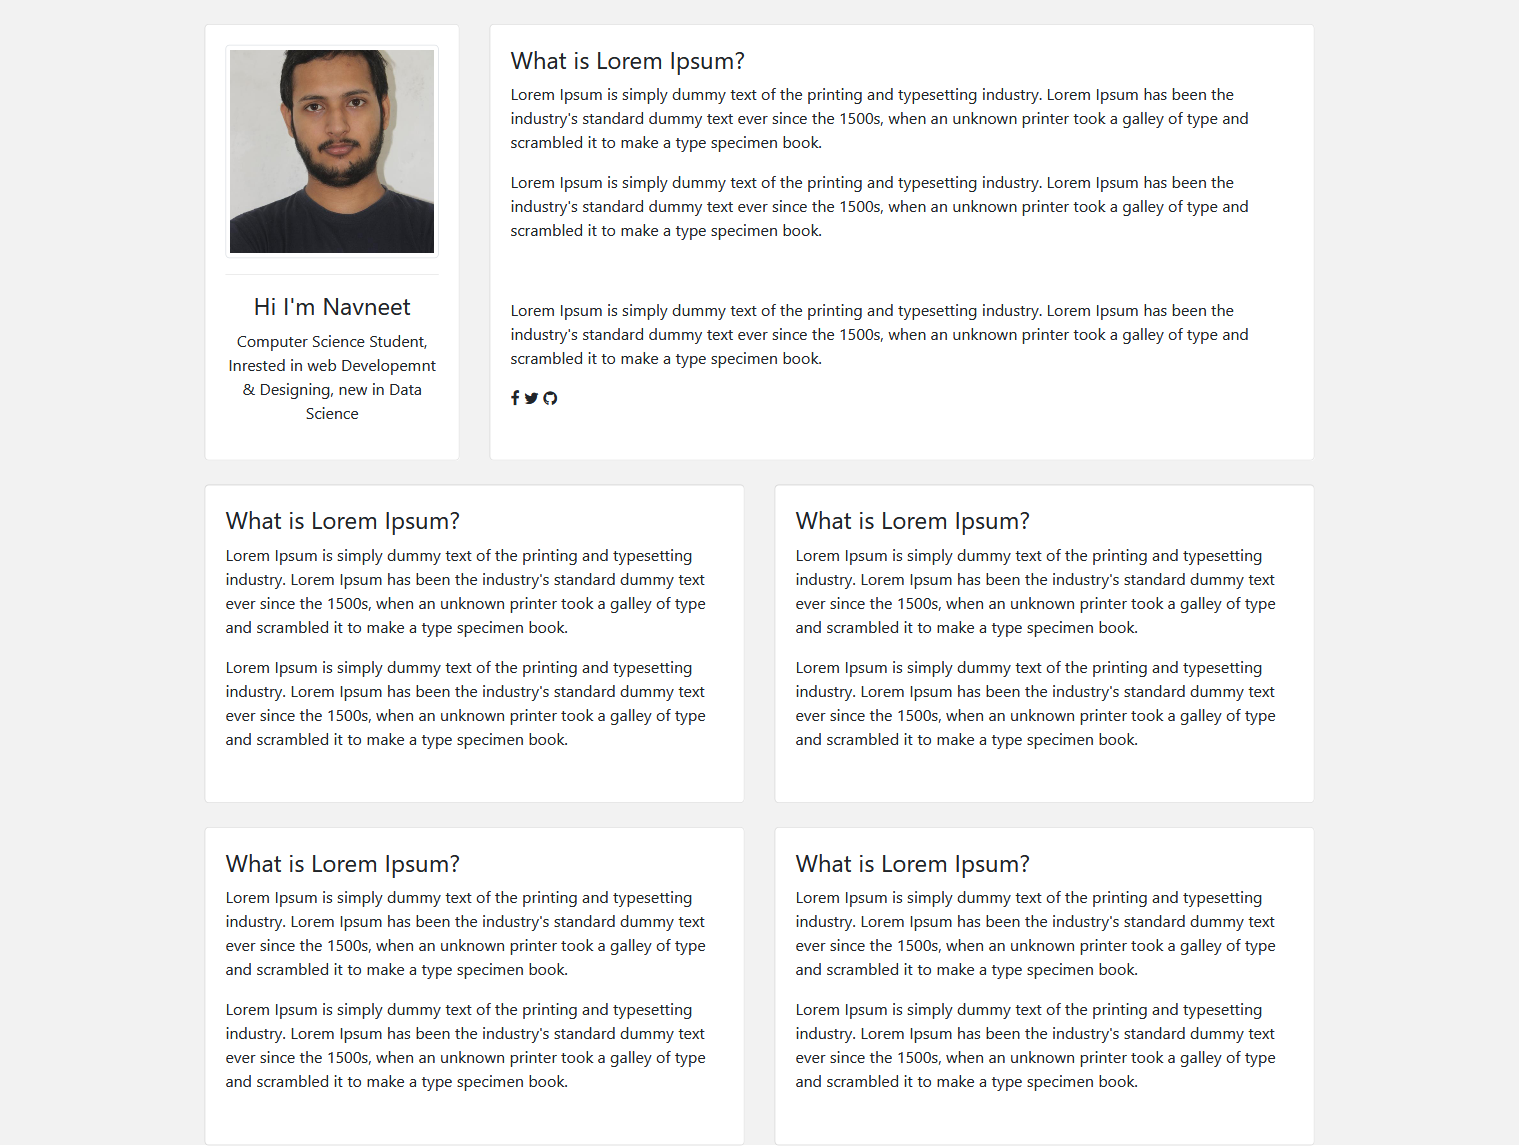 Hi I'm Navneet
Computer Science Student,
Inrested in web Developemnt
& Designing, new in Data
Science
What is Lorem Ipsum?
Lorem Ipsum is simply dummy text of the printing and typesetting industry. Lorem Ipsum has been the
industry's standard dummy text ever since the 1500s, when an unknown printer took a galley of type and
scrambled it to make a type specimen book.
Lorem Ipsum is simply dummy text of the printing and typesetting industry. Lorem Ipsum has been the
industry's standard dummy text ever since the 1500s, when an unknown printer took a galley of type and
scrambled it to make a type specimen book.
Lorem Ipsum is simply dummy text of the printing and typesetting industry. Lorem Ipsum has been the
industry's standard dummy text ever since the 1500s, when an unknown printer took a galley of type and
scrambled it to make a type specimen book.
What is Lorem Ipsum?
Lorem Ipsum is simply dummy text of the printing and typesetting
industry. Lorem Ipsum has been the industry's standard dummy text
ever since the 1500s, when an unknown printer took a galley of type
and scrambled it to make a type specimen book.
Lorem Ipsum is simply dummy text of the printing and typesetting
industry. Lorem Ipsum has been the industry's standard dummy text
ever since the 1500s, when an unknown printer took a galley of type
and scrambled it to make a type specimen book.
What is Lorem Ipsum?
Lorem Ipsum is simply dummy text of the printing and typesetting
industry. Lorem Ipsum has been the industry's standard dummy text
ever since the 1500s, when an unknown printer took a galley of type
and scrambled it to make a type specimen book.
Lorem Ipsum is simply dummy text of the printing and typesetting
industry. Lorem Ipsum has been the industry's standard dummy text
ever since the 1500s, when an unknown printer took a galley of type
and scrambled it to make a type specimen book.
What is Lorem Ipsum?
Lorem Ipsum is simply dummy text of the printing and typesetting
industry. Lorem Ipsum has been the industry's standard dummy text
ever since the 1500s, when an unknown printer took a galley of type
and scrambled it to make a type specimen book.
Lorem Ipsum is simply dummy text of the printing and typesetting
industry. Lorem Ipsum has been the industry's standard dummy text
ever since the 1500s, when an unknown printer took a galley of type
and scrambled it to make a type specimen book.
What is Lorem Ipsum?
Lorem Ipsum is simply dummy text of the printing and typesetting
industry. Lorem Ipsum has been the industry's standard dummy text
ever since the 1500s, when an unknown printer took a galley of type
and scrambled it to make a type specimen book.
Lorem Ipsum is simply dummy text of the printing and typesetting
industry. Lorem Ipsum has been the industry's standard dummy text
ever since the 1500s, when an unknown printer took a galley of type
and scrambled it to make a type specimen book.